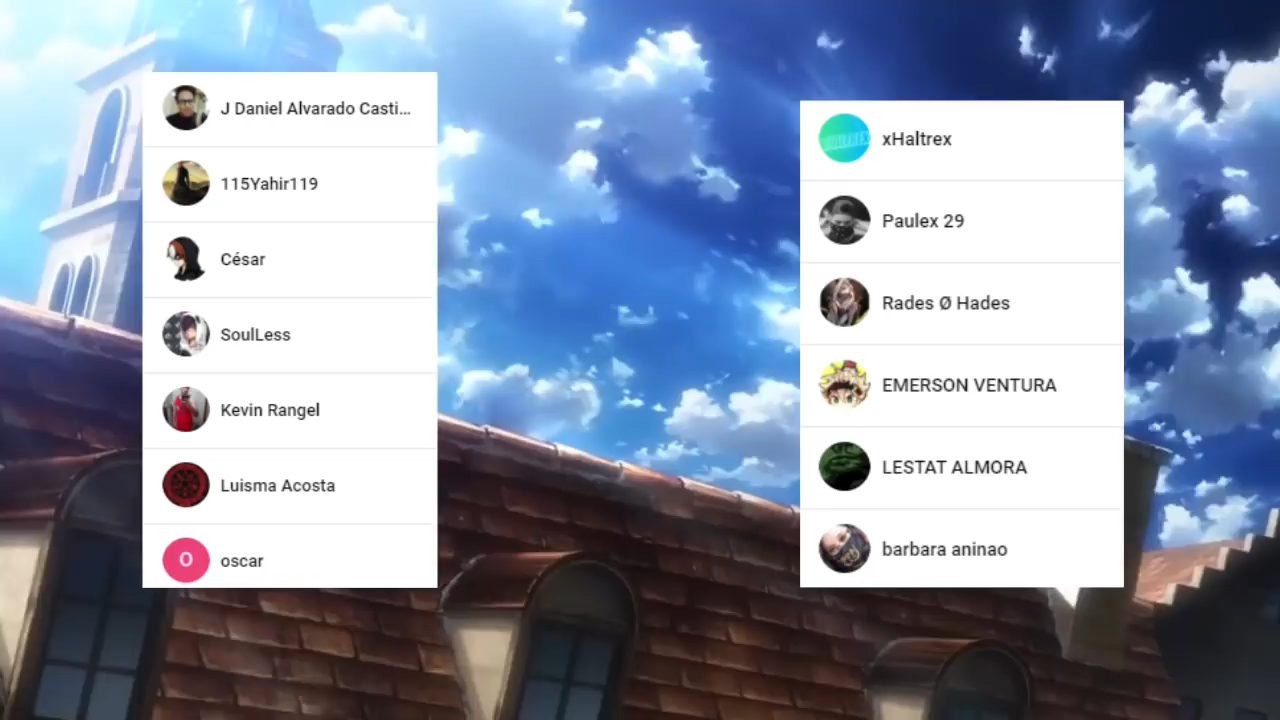 J Daniel Alvarado Casti...
115Yahir119
César
SoulLess
Kevin Rangel
Luisma Acosta
O
oscar
xHaltrex
Paulex 29
Rades Ø Hades
EMERSON VENTURA
LESTAT ALMORA
barbara aninao